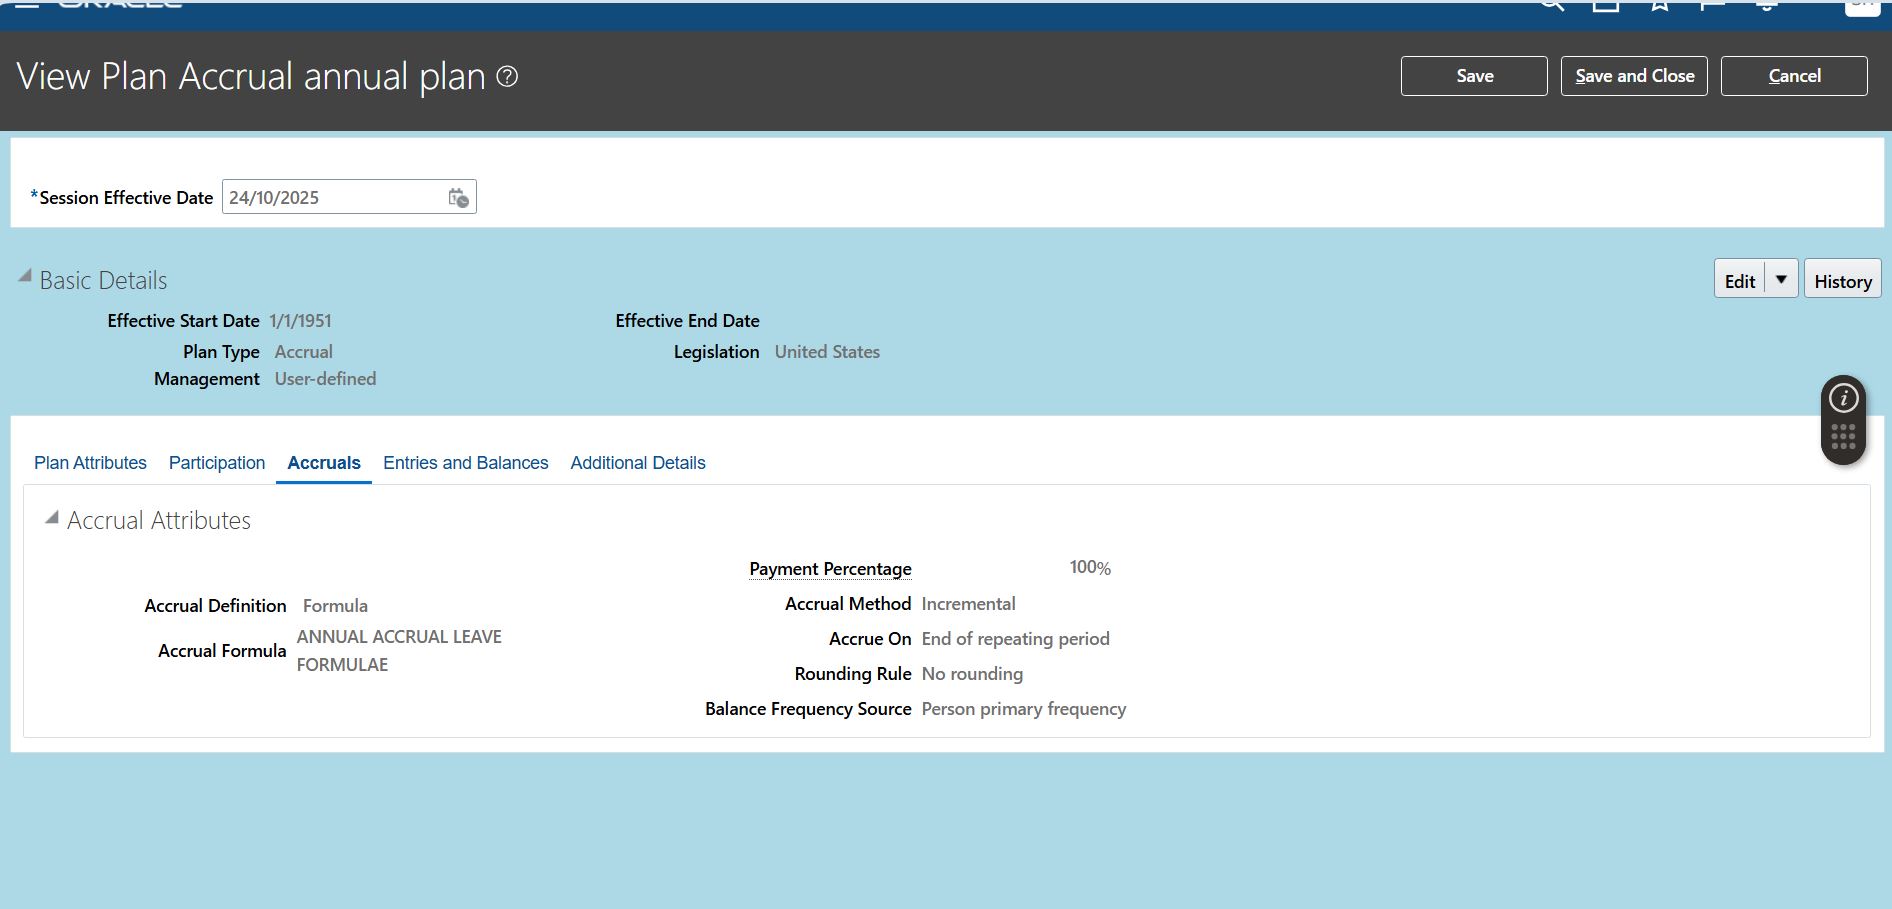 View Plan Accrual annual plan ?
Save
Save and Close
Cancel
*Session Effective Date 24/10/2025
Basic Details
Edit
History
Effective Start Date 1/1/1951
Effective End Date
Plan Type Accrual
Legislation United States
Management User-defined
Plan Attributes Participation Accruals Entries and Balances Additional Details
Accrual Attributes
Payment Percentage 100%
Accrual Definition Formula
Accrual Method Incremental
Accrual Formula ANNUAL ACCRUAL LEAVE
FORMULAE
Accrue On End of repeating period
Rounding Rule No rounding
Balance Frequency Source Person primary frequency